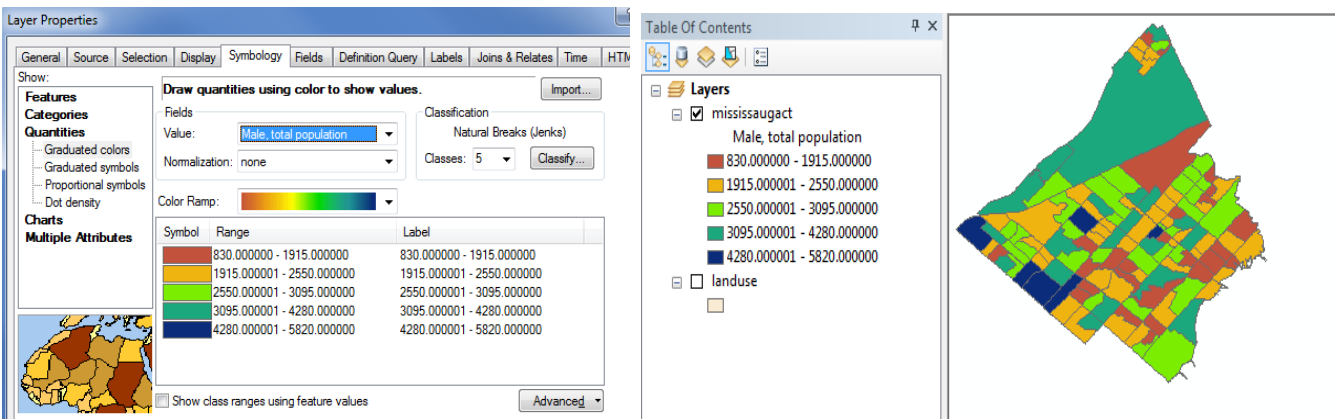 Layer Properties
General Source Selection Display Symbology Fields Definition Query Labels Joins & Relates Time HTM
Show:
Features
Categories
Quantities
Graduated colors
Graduated symbols
Proportional symbols
Dot density
Charts
Multiple Attributes
Draw quantities using color to show values.
Import...
Fields
Value: Male, total population
Normalization: none
Classification
Natural Breaks (Jenks)
Classes: 5 Classify...
Color Ramp:
Symbol Range Label
830.000000 - 1915.000000 830.000000 - 1915.000000
1915.000001 - 2550.000000 1915.000001 - 2550.000000
2550.000001 - 3095.000000 2550.000001 - 3095.000000
3095.000001 - 4280.000000 3095.000001 - 4280.000000
4280.000001 - 5820.000000 4280.000001 - 5820.000000
Show class ranges using feature values
Advanced
Table Of Contents
Layers
mississaugact
Male, total population
830.000000 - 1915.000000
1915.000001 - 2550.000000
2550.000001 - 3095.000000
3095.000001 - 4280.000000
4280.000001 - 5820.000000
landuse